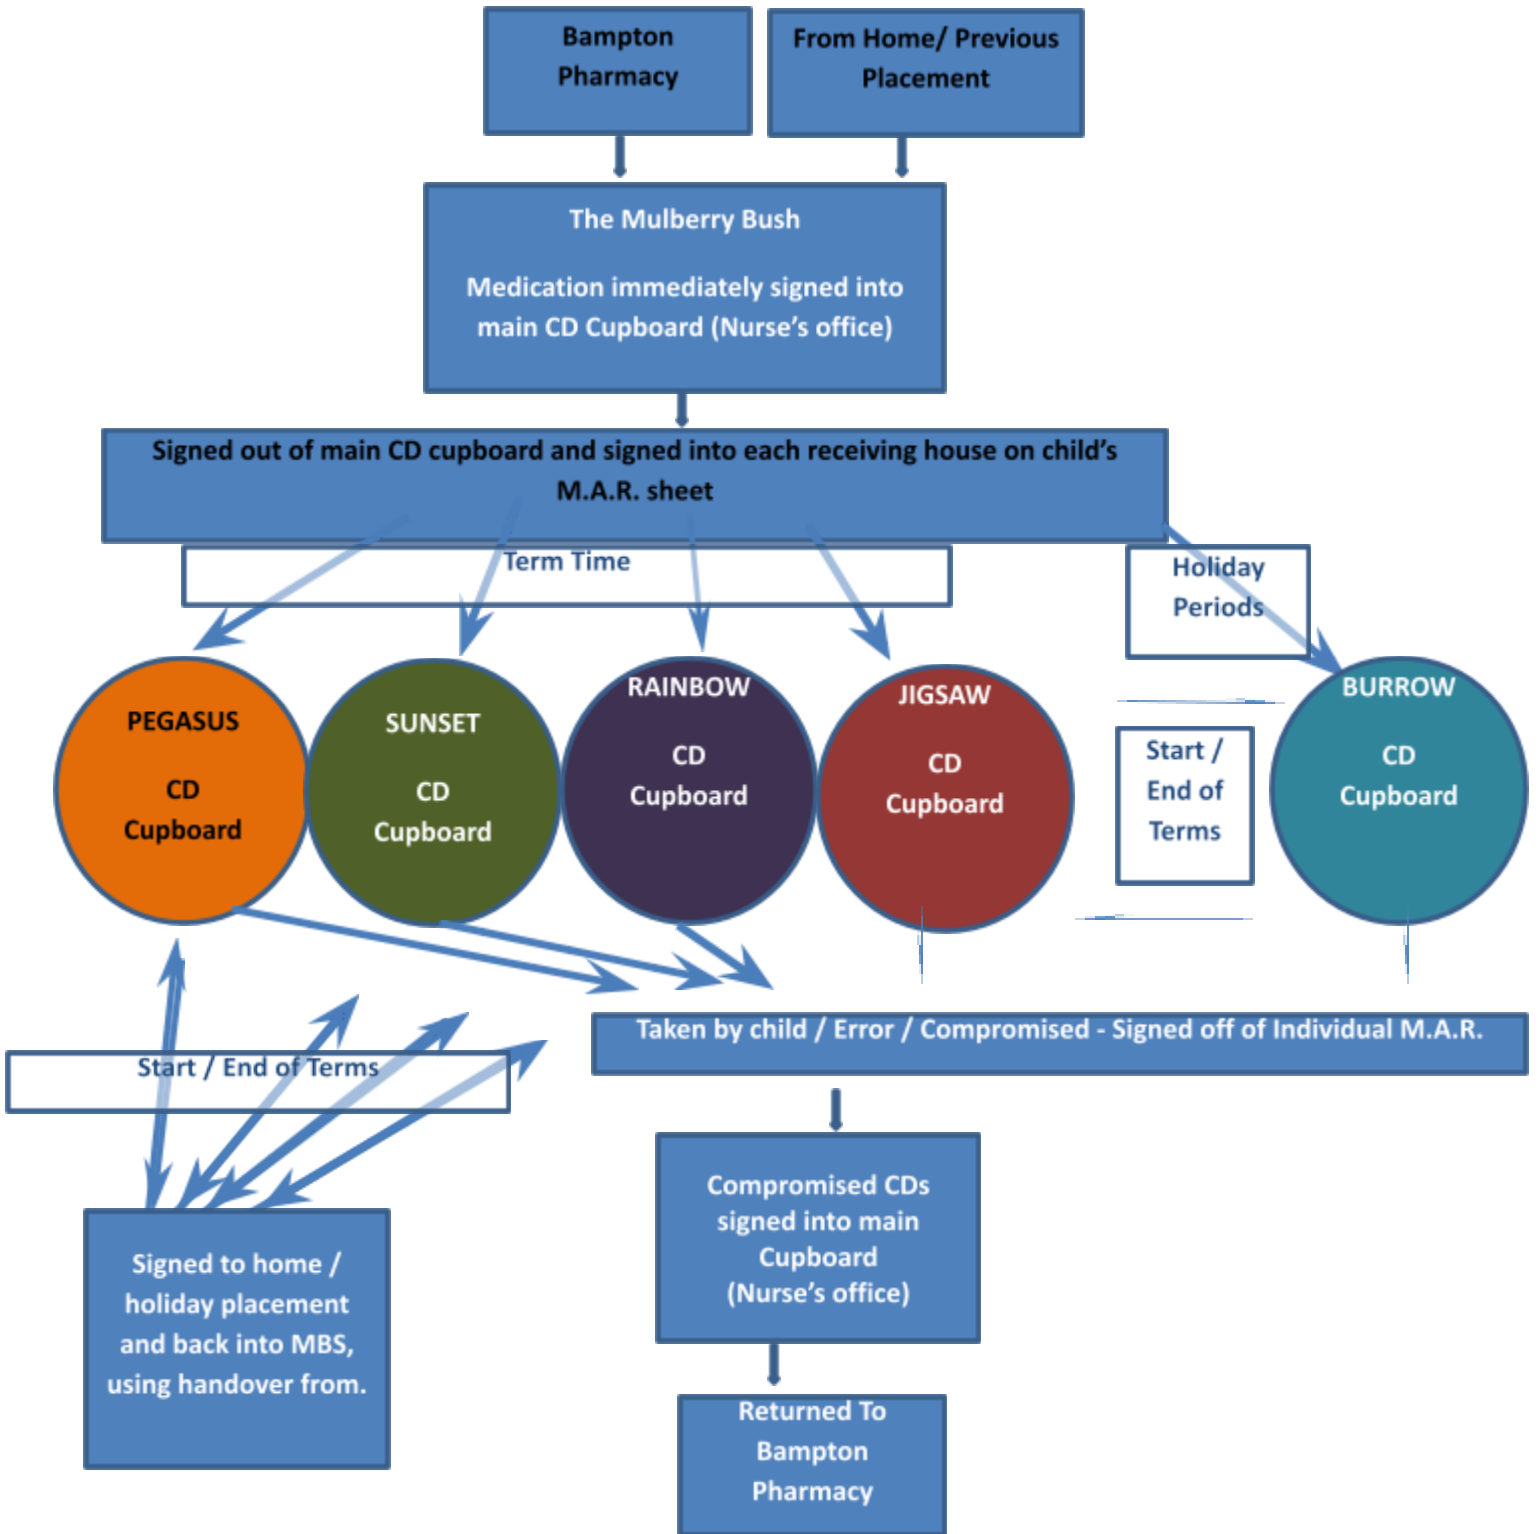 Bampton
Pharmacy
From Home/ Previous
Placement
The Mulberry Bush
Medication immediately signed into
main CD Cupboard (Nurse’s office)
Signed out of main CD cupboard and signed into each receiving house on child’s
M.A.R. sheet
Term Time
Holiday
Periods
PEGASUS
CD
Cupboard
SUNSET
CD
Cupboard
RAINBOW
CD
Cupboard
JIGSAW
CD
Cupboard
Start /
End of
Terms
BURROW
CD
Cupboard
Taken by child / Error / Compromised - Signed off of Individual M.A.R.
Start / End of Terms
Compromised CDs
signed into main
Cupboard
(Nurse’s office)
Signed to home /
holiday placement
and back into MBS,
using handover from.
Returned To
Bampton
Pharmacy